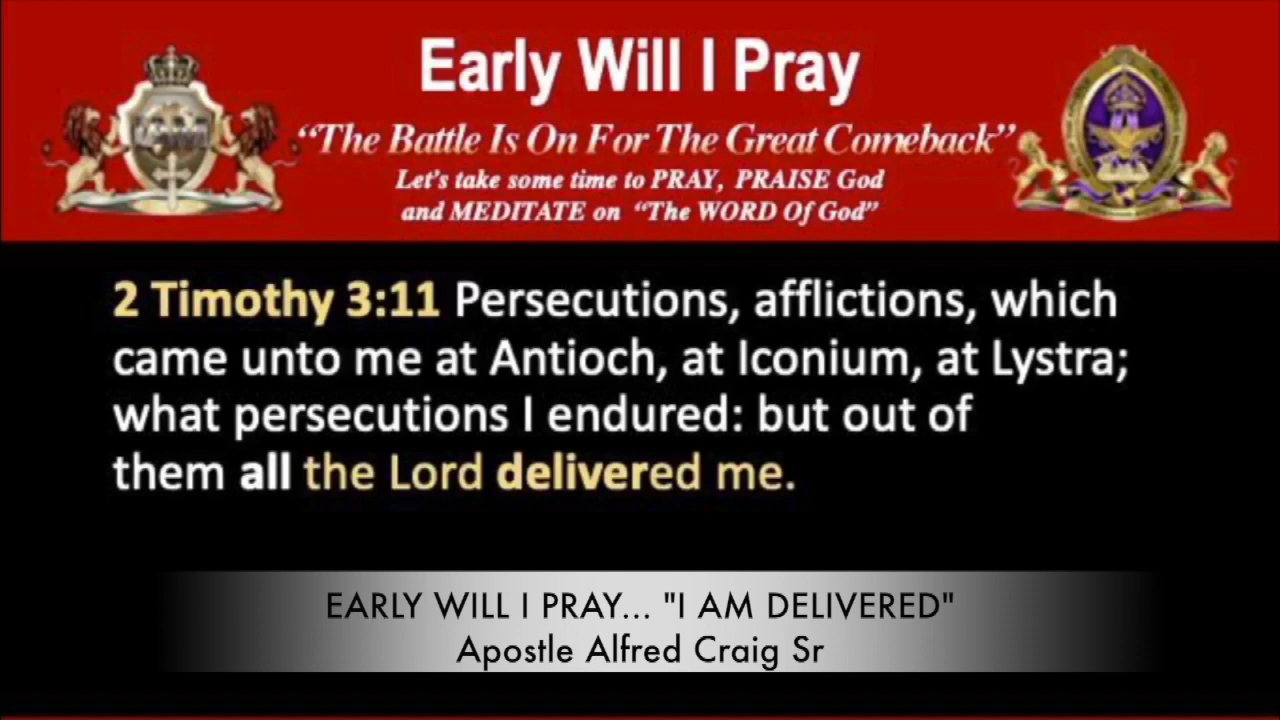 Early Will I Pray
“The Battle Is On For The Great Comeback”
Let's take some time to PRAY, PRAISE God
and MEDITATE on “The WORD Of God”
2 Timothy 3:11 Persecutions, afflictions, which
came unto me at Antioch, at Iconium, at Lystra;
what persecutions I endured: but out of
them all the Lord delivered me.
EARLY WILL I PRAY... "I AM DELIVERED"
Apostle Alfred Craig Sr